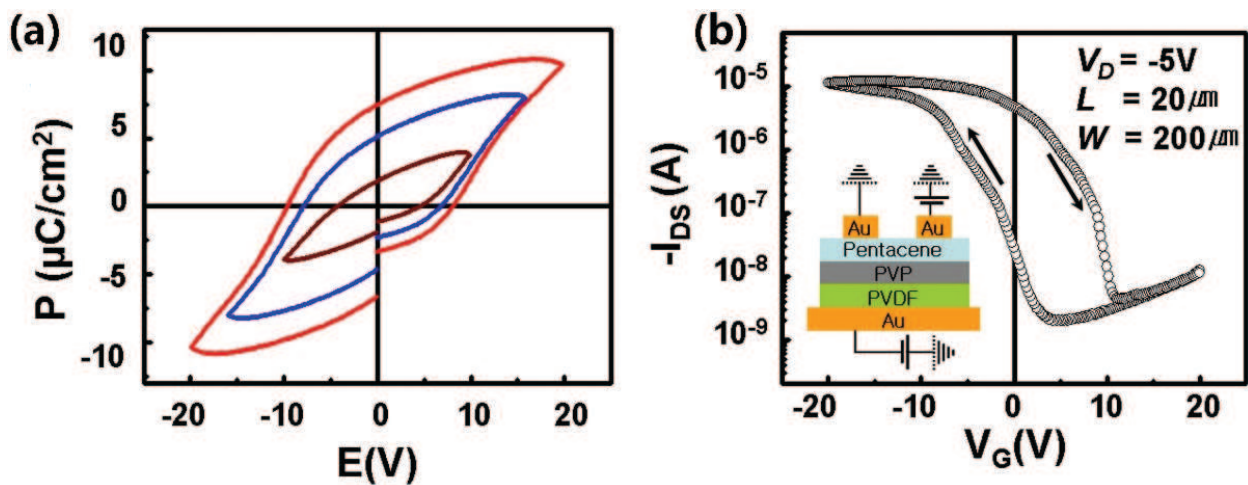 (a)
10
5
0
-5
-10
P (μC/cm²)
-20 -10 0 10 20
E(V)
(b)
10⁻⁵
10⁻⁶
10⁻⁷
10⁻⁸
10⁻⁹
-I_DS (A)
V_D = -5V
L = 20㎛
W = 200㎛
Au Au
Pentacene
PVP
PVDF
Au
-20 -10 0 10 20
V_G(V)